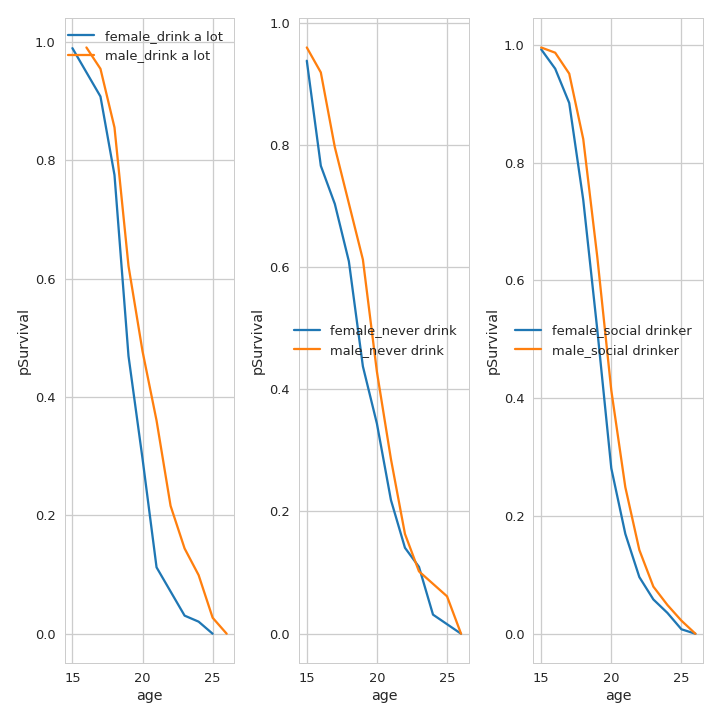 female_drink a lot
male_drink a lot
1.0
0.8
0.6
0.4
0.2
0.0
pSurvival
15
20
25
age
female_never drink
male_never drink
1.0
0.8
0.6
0.4
0.2
0.0
pSurvival
15
20
25
age
female_social drinker
male_social drinker
1.0
0.8
0.6
0.4
0.2
0.0
pSurvival
15
20
25
age